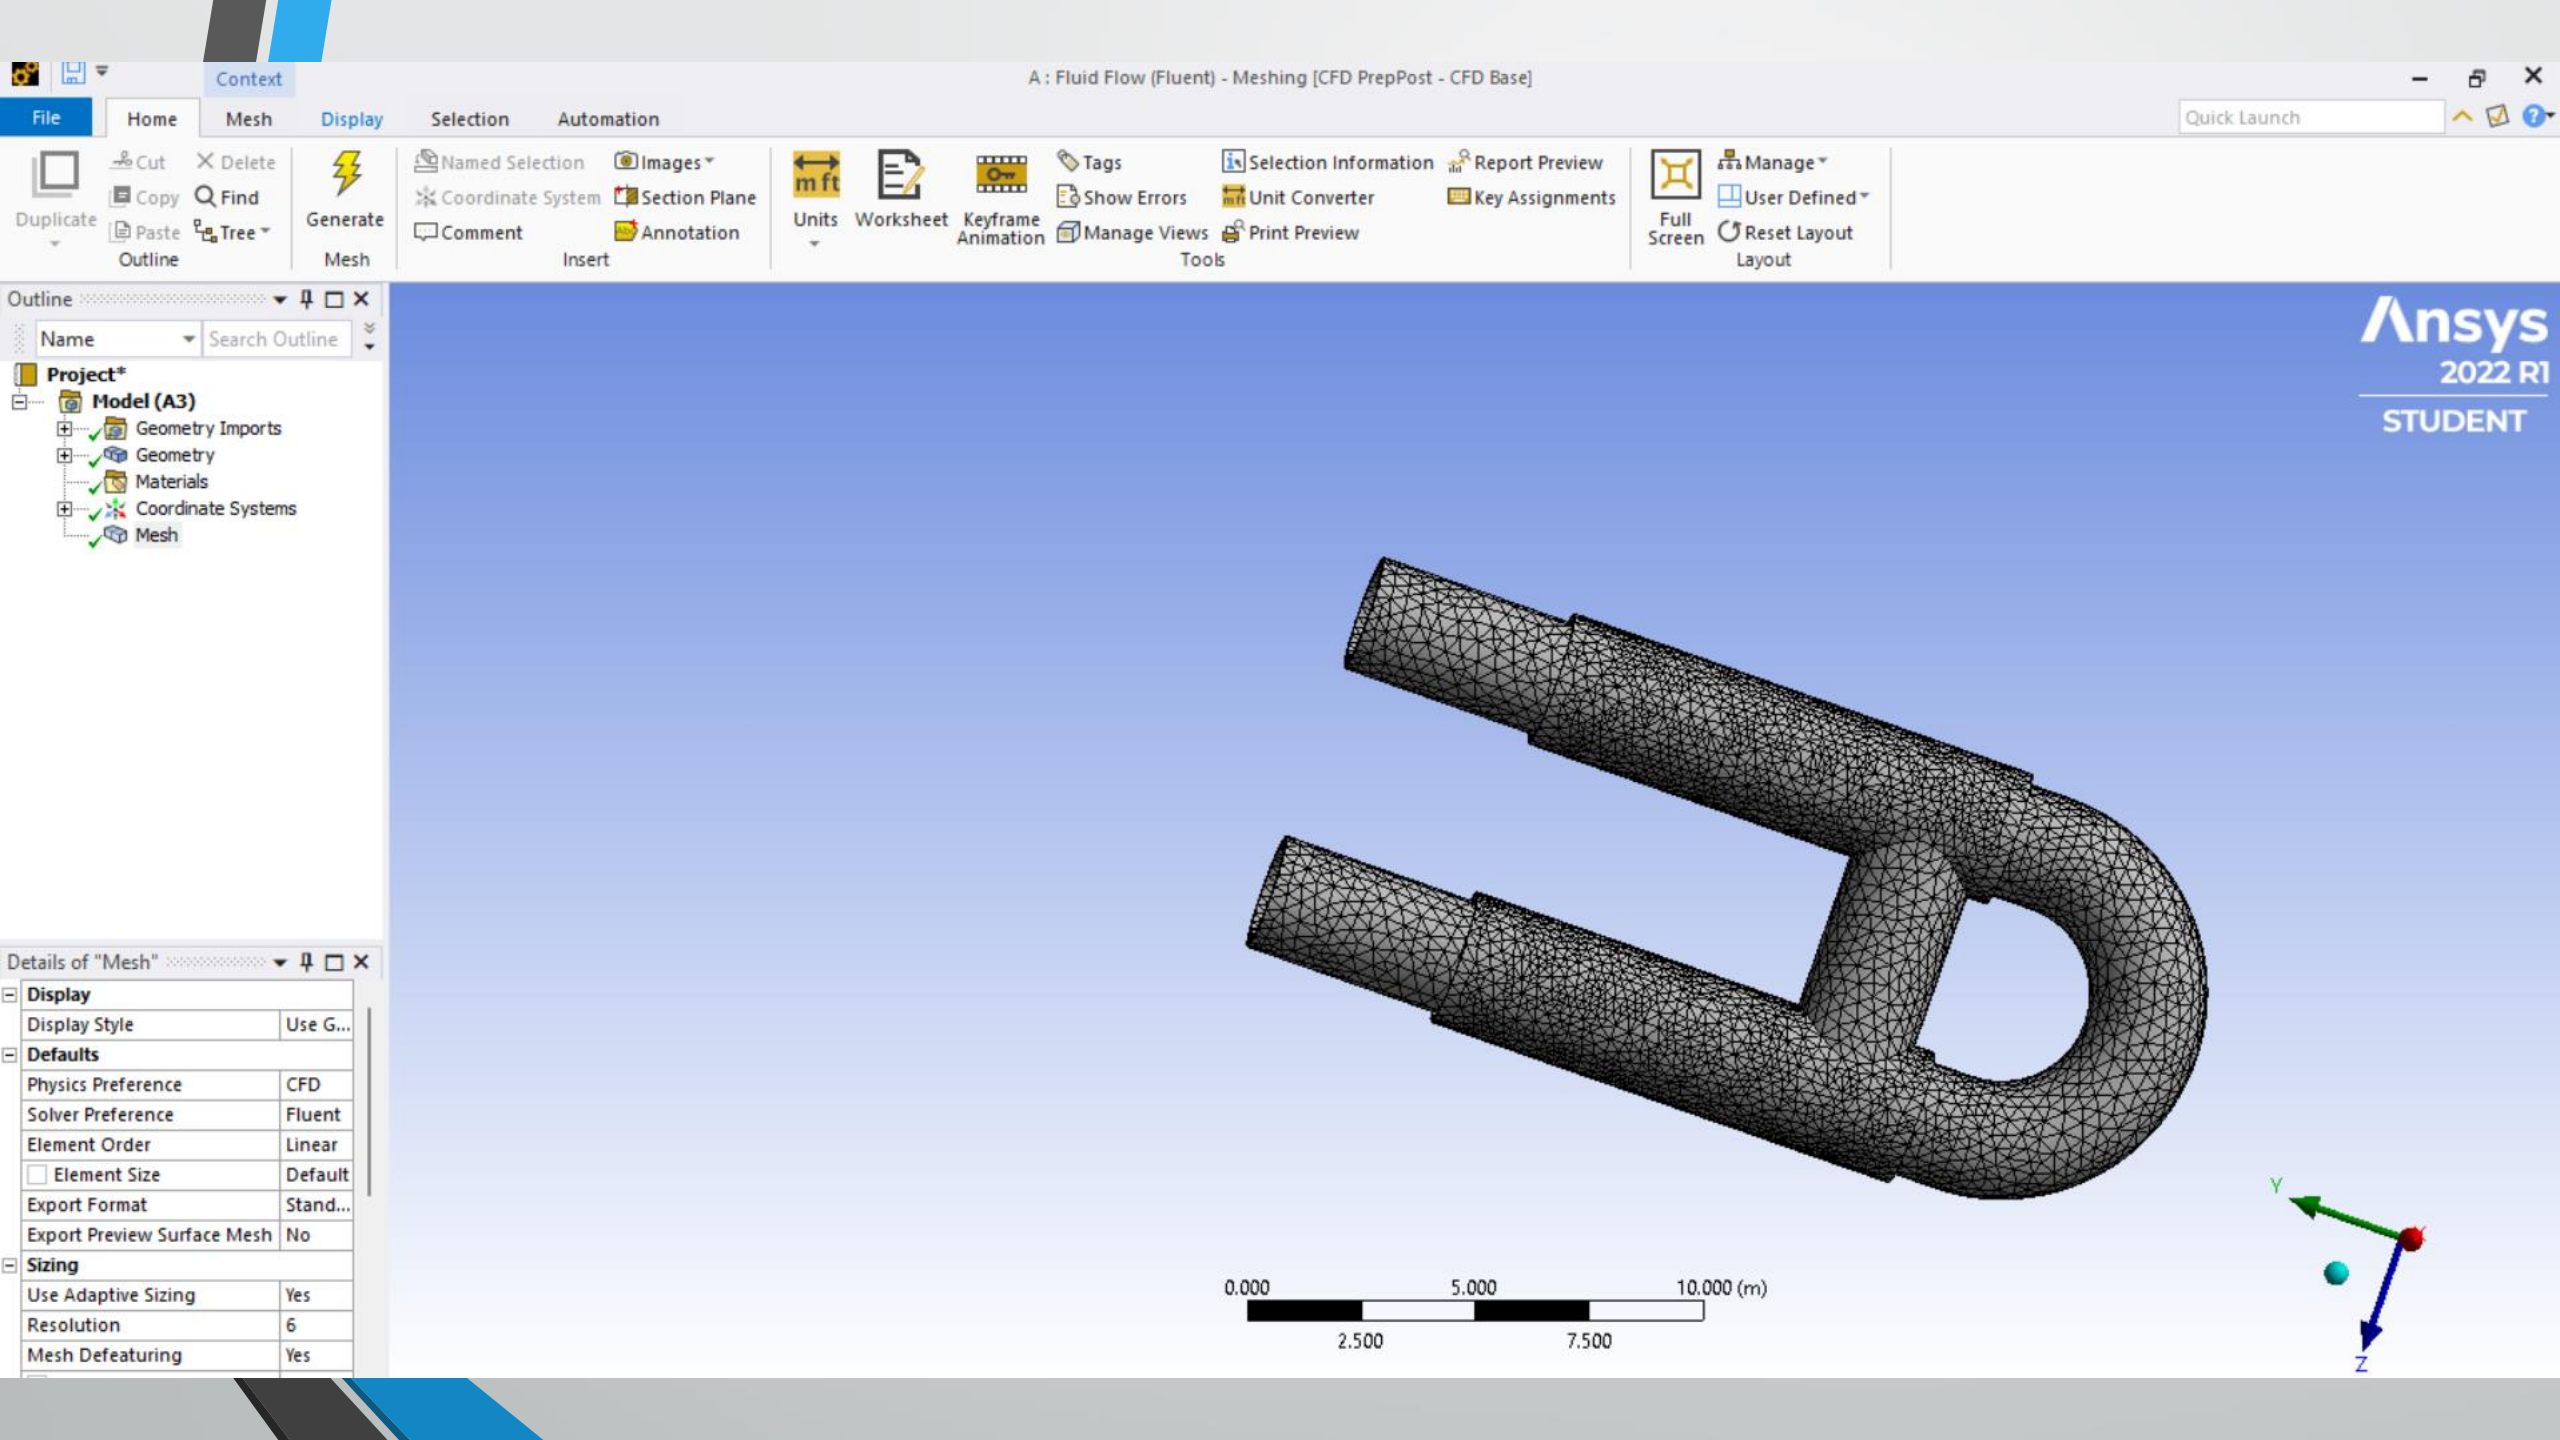 Context
A : Fluid Flow (Fluent) - Meshing [CFD PrepPost - CFD Base]
File Home Mesh Display Selection Automation
Quick Launch
Duplicate
Cut
Copy
Paste
Delete
Find
Tree
Outline
Generate
Mesh
Named Selection
Coordinate System
Comment
Images
Section Plane
Annotation
Insert
m ft
Units
Worksheet
Keyframe
Animation
Tags
Show Errors
Manage Views
Selection Information
Unit Converter
Print Preview
Report Preview
Key Assignments
Tools
Full
Screen
Manage
User Defined
Reset Layout
Layout
Outline
Name
Search Outline
Project*
Model (A3)
Geometry Imports
Geometry
Materials
Coordinate Systems
Mesh
Details of "Mesh"
Display
Display Style Use G...
Defaults
Physics Preference CFD
Solver Preference Fluent
Element Order Linear
Element Size Default
Export Format Stand...
Export Preview Surface Mesh No
Sizing
Use Adaptive Sizing Yes
Resolution 6
Mesh Defeaturing Yes
Ansys
2022 R1
STUDENT
0.000 5.000 10.000 (m)
2.500 7.500
Y
X
Z